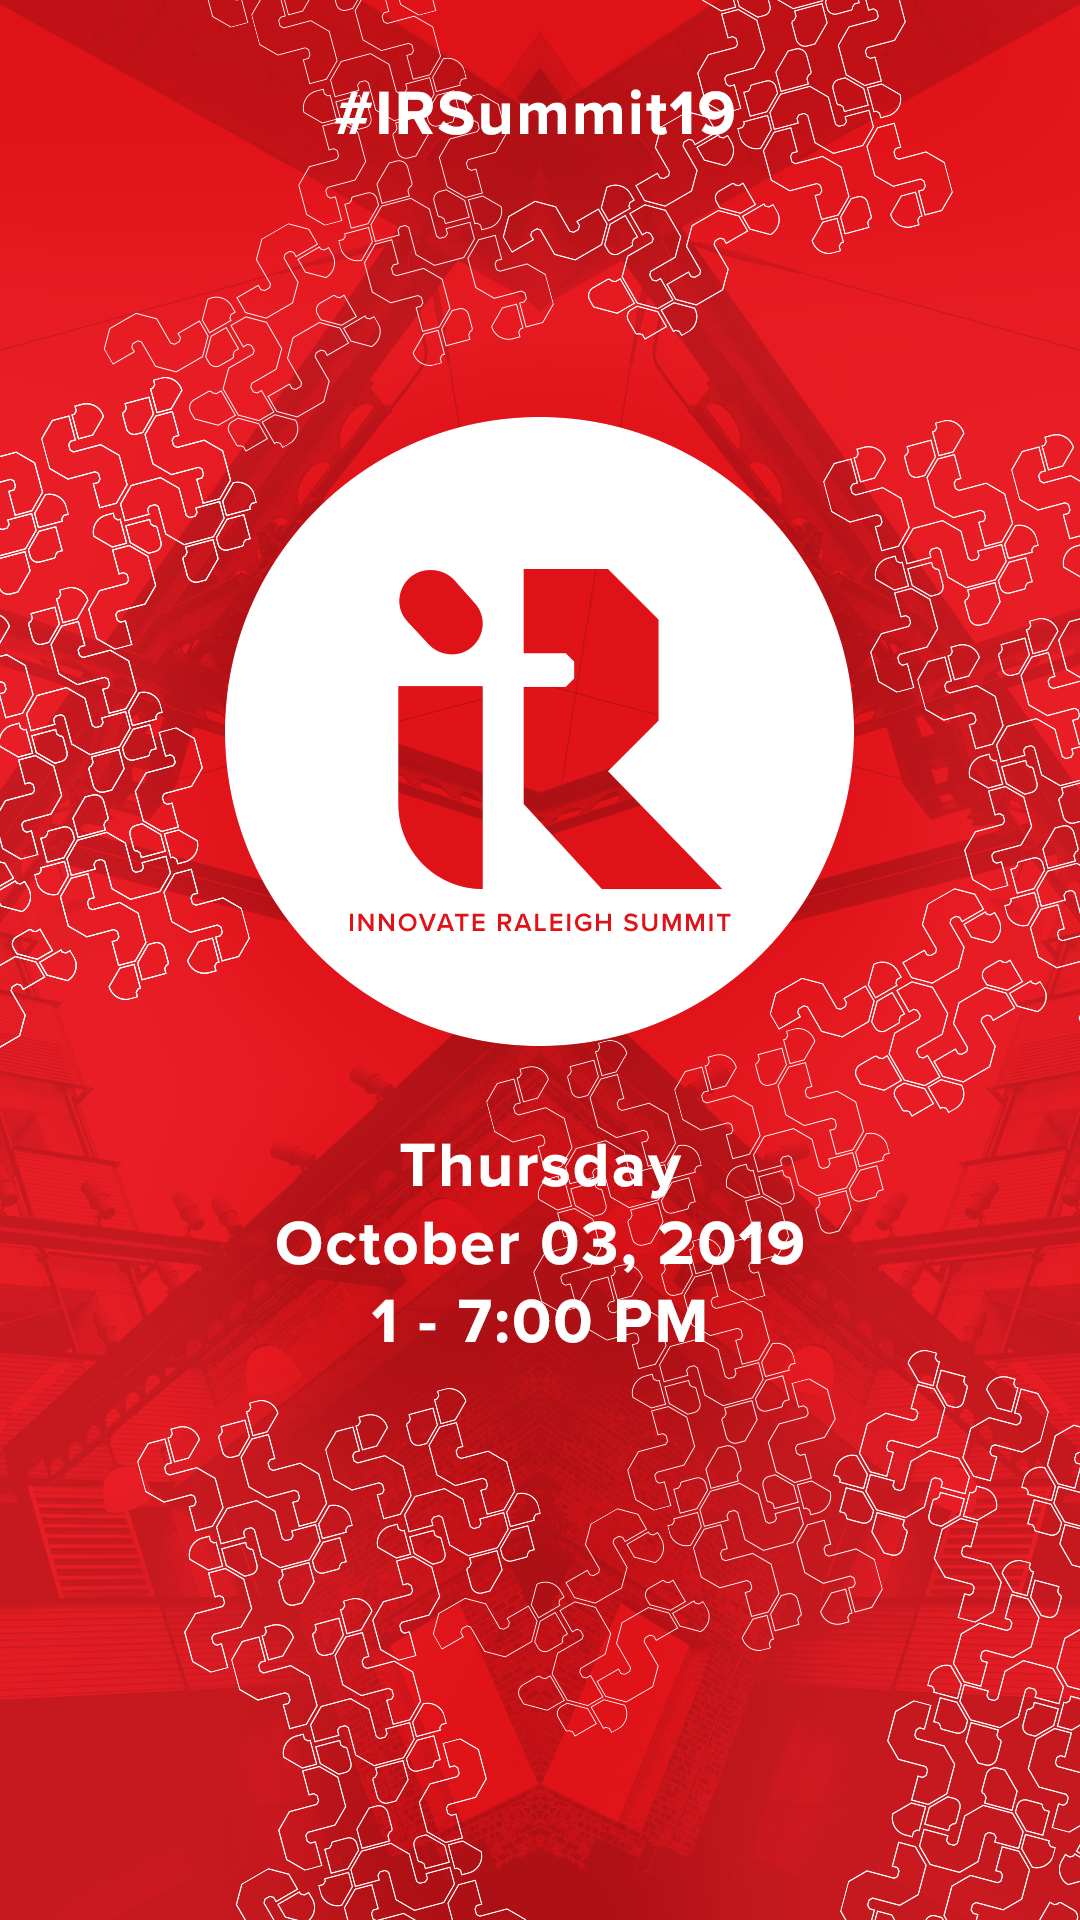 #IRSummit19
iR
INNOVATE RALEIGH SUMMIT
Thursday
October 03, 2019
1 - 7:00 PM